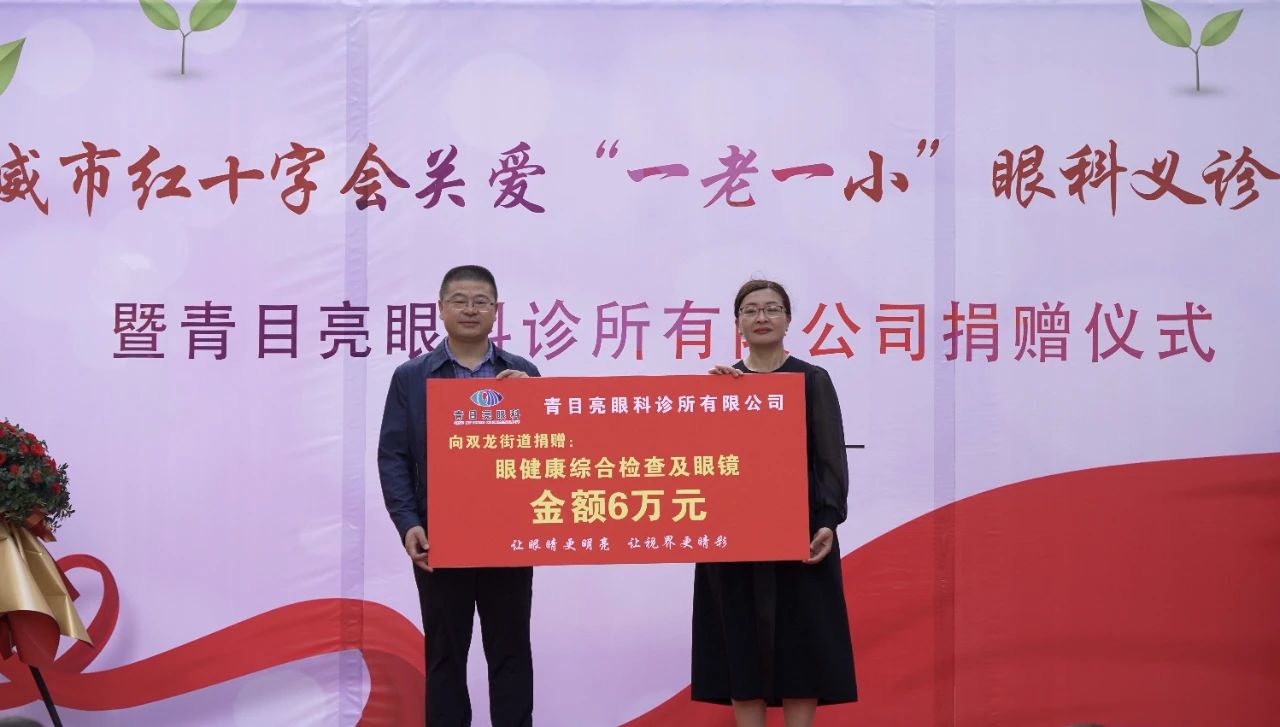 威市红十字会关爱“一老一小”眼科义诊
暨青目亮眼科诊所有限公司捐赠仪式
青目亮眼科
青目亮眼科诊所有限公司
向双龙街道捐赠：
眼健康综合检查及眼镜
金额6万元
让眼睛更明亮 让视界更睛彩